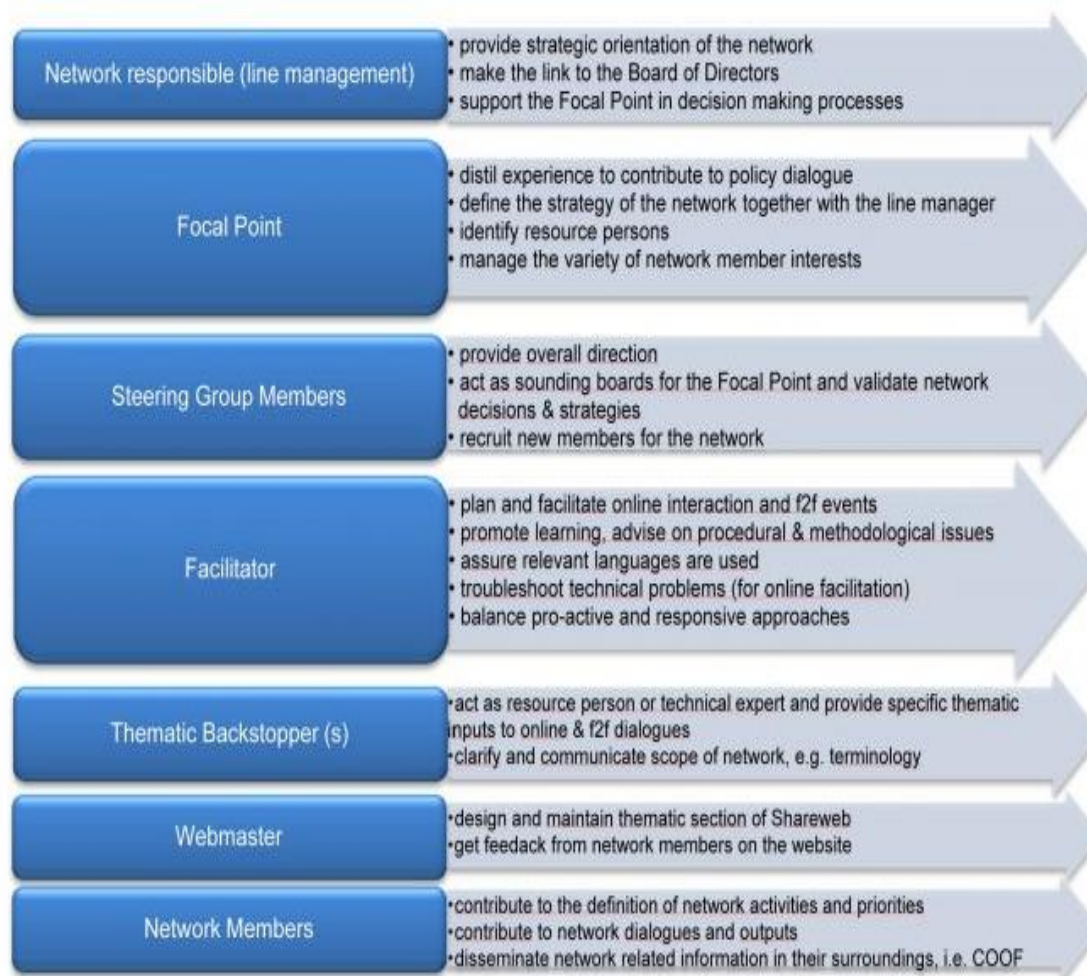 Network responsible (line management)
• provide strategic orientation of the network
• make the link to the Board of Directors
• support the Focal Point in decision making processes
Focal Point
• distil experience to contribute to policy dialogue
• define the strategy of the network together with the line manager
• identify resource persons
• manage the variety of network member interests
Steering Group Members
• provide overall direction
• act as sounding boards for the Focal Point and validate network
decisions & strategies
• recruit new members for the network
Facilitator
• plan and facilitate online interaction and f2f events
• promote learning, advise on procedural & methodological issues
• assure relevant languages are used
• troubleshoot technical problems (for online facilitation)
• balance pro-active and responsive approaches
Thematic Backstopper (s)
•act as resource person or technical expert and provide specific thematic
inputs to online & f2f dialogues
•clarify and communicate scope of network, e.g. terminology
Webmaster
•design and maintain thematic section of Shareweb
•get feedack from network members on the website
Network Members
•contribute to the definition of network activities and priorities
•contribute to network dialogues and outputs
•disseminate network related information in their surroundings, i.e. COOF